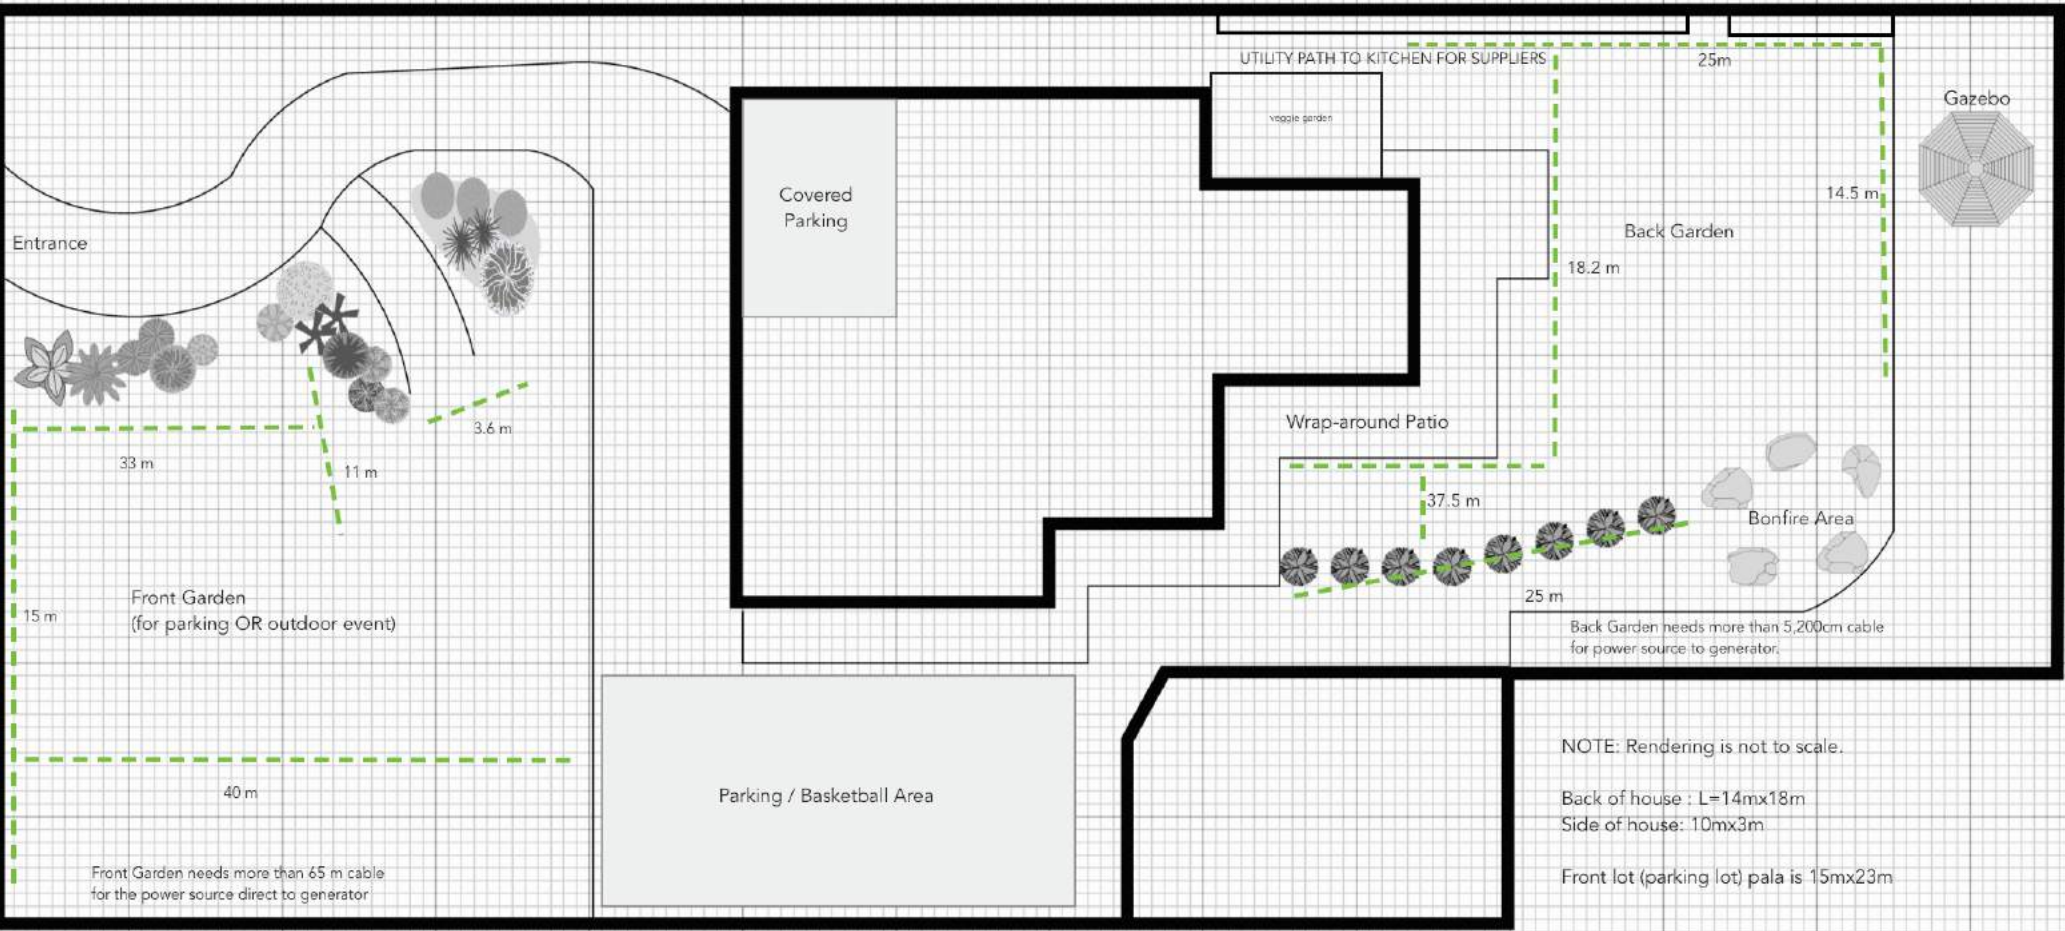 UTILITY PATH TO KITCHEN FOR SUPPLIERS
25m
Gazebo
veggie garden
Covered
Parking
14.5 m
Entrance
Back Garden
18.2 m
Wrap-around Patio
3.6 m
33 m
11 m
37.5 m
Bonfire Area
25 m
Front Garden
(for parking OR outdoor event)
15 m
Back Garden needs more than 5,200cm cable
for power source to generator.
NOTE: Rendering is not to scale.
40 m
Parking / Basketball Area
Back of house : L=14mx18m
Side of house: 10mx3m
Front Garden needs more than 65 m cable
for the power source direct to generator
Front lot (parking lot) pala is 15mx23m